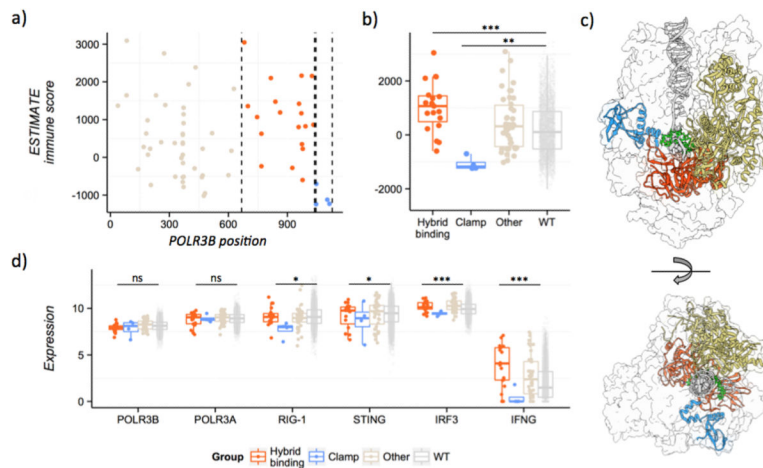 a)
ESTIMATE
immune score
3000
2000
1000
0
-1000
0
300
600
900
POLR3B position
b)
***
**
2000
0
-2000
Hybrid
binding
Clamp
Other
WT
c)
d)
Expression
10
5
0
ns
ns
*
*
***
***
POLR3B
POLR3A
RIG-1
STING
IRF3
IFNG
Group
Hybrid
binding
Clamp
Other
WT